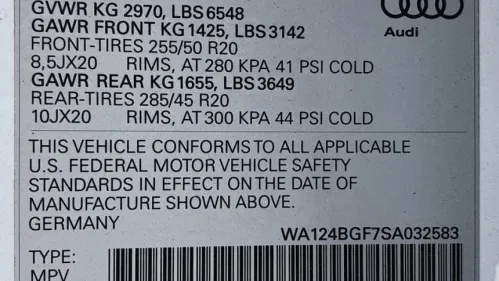 GVWR KG 2970, LBS 6548
GAWR FRONT KG 1425, LBS 3142
FRONT-TIRES 255/50 R20
8,5JX20 RIMS, AT 280 KPA 41 PSI COLD
GAWR REAR KG 1655, LBS 3649
REAR-TIRES 285/45 R20
10JX20 RIMS, AT 300 KPA 44 PSI COLD
Audi
THIS VEHICLE CONFORMS TO ALL APPLICABLE
U.S. FEDERAL MOTOR VEHICLE SAFETY
STANDARDS IN EFFECT ON THE DATE OF
MANUFACTURE SHOWN ABOVE.
GERMANY
WA124BGF7SA032583
TYPE:
MPV